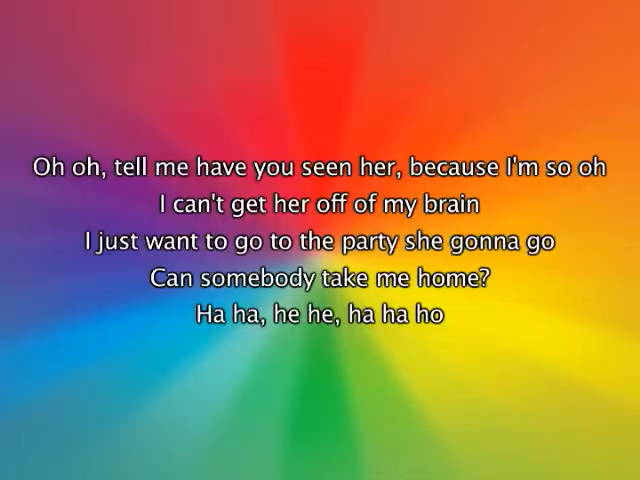 Oh oh, tell me have you seen her, because I'm so oh
I can't get her off of my brain
I just want to go to the party she gonna go
Can somebody take me home?
Ha ha, he he, ha ha ho